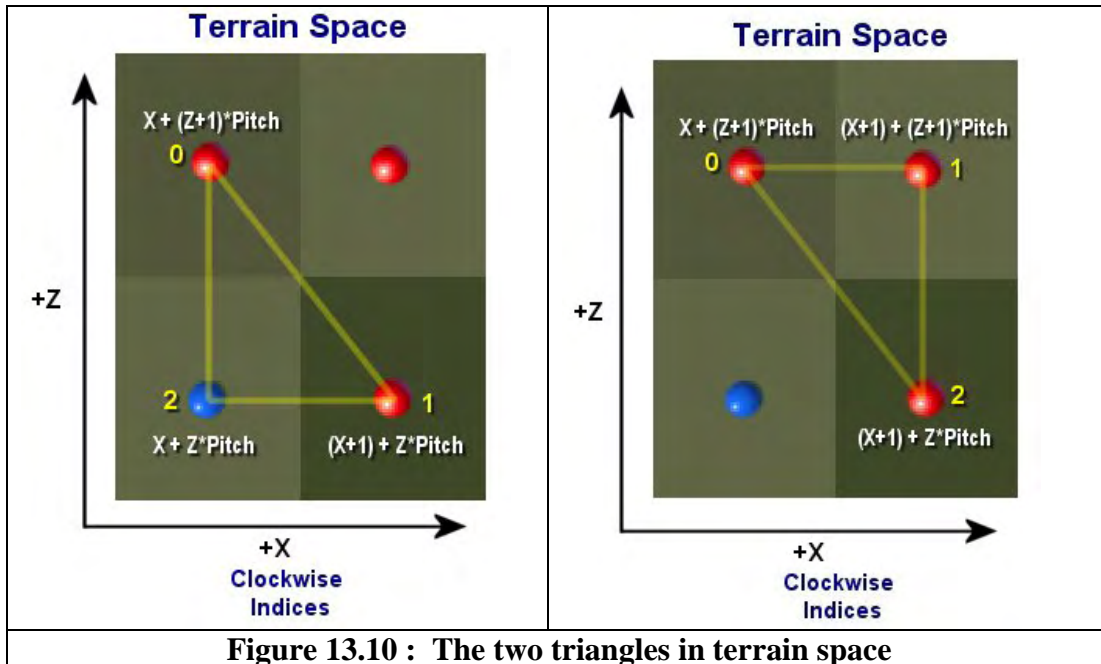 Terrain Space
X + (Z+1)*Pitch
0
+Z
2
1
X + Z*Pitch
(X+1) + Z*Pitch
+X
Clockwise
Indices
Terrain Space
X + (Z+1)*Pitch
(X+1) + (Z+1)*Pitch
0
1
+Z
2
(X+1) + Z*Pitch
+X
Clockwise
Indices
Figure 13.10 : The two triangles in terrain space